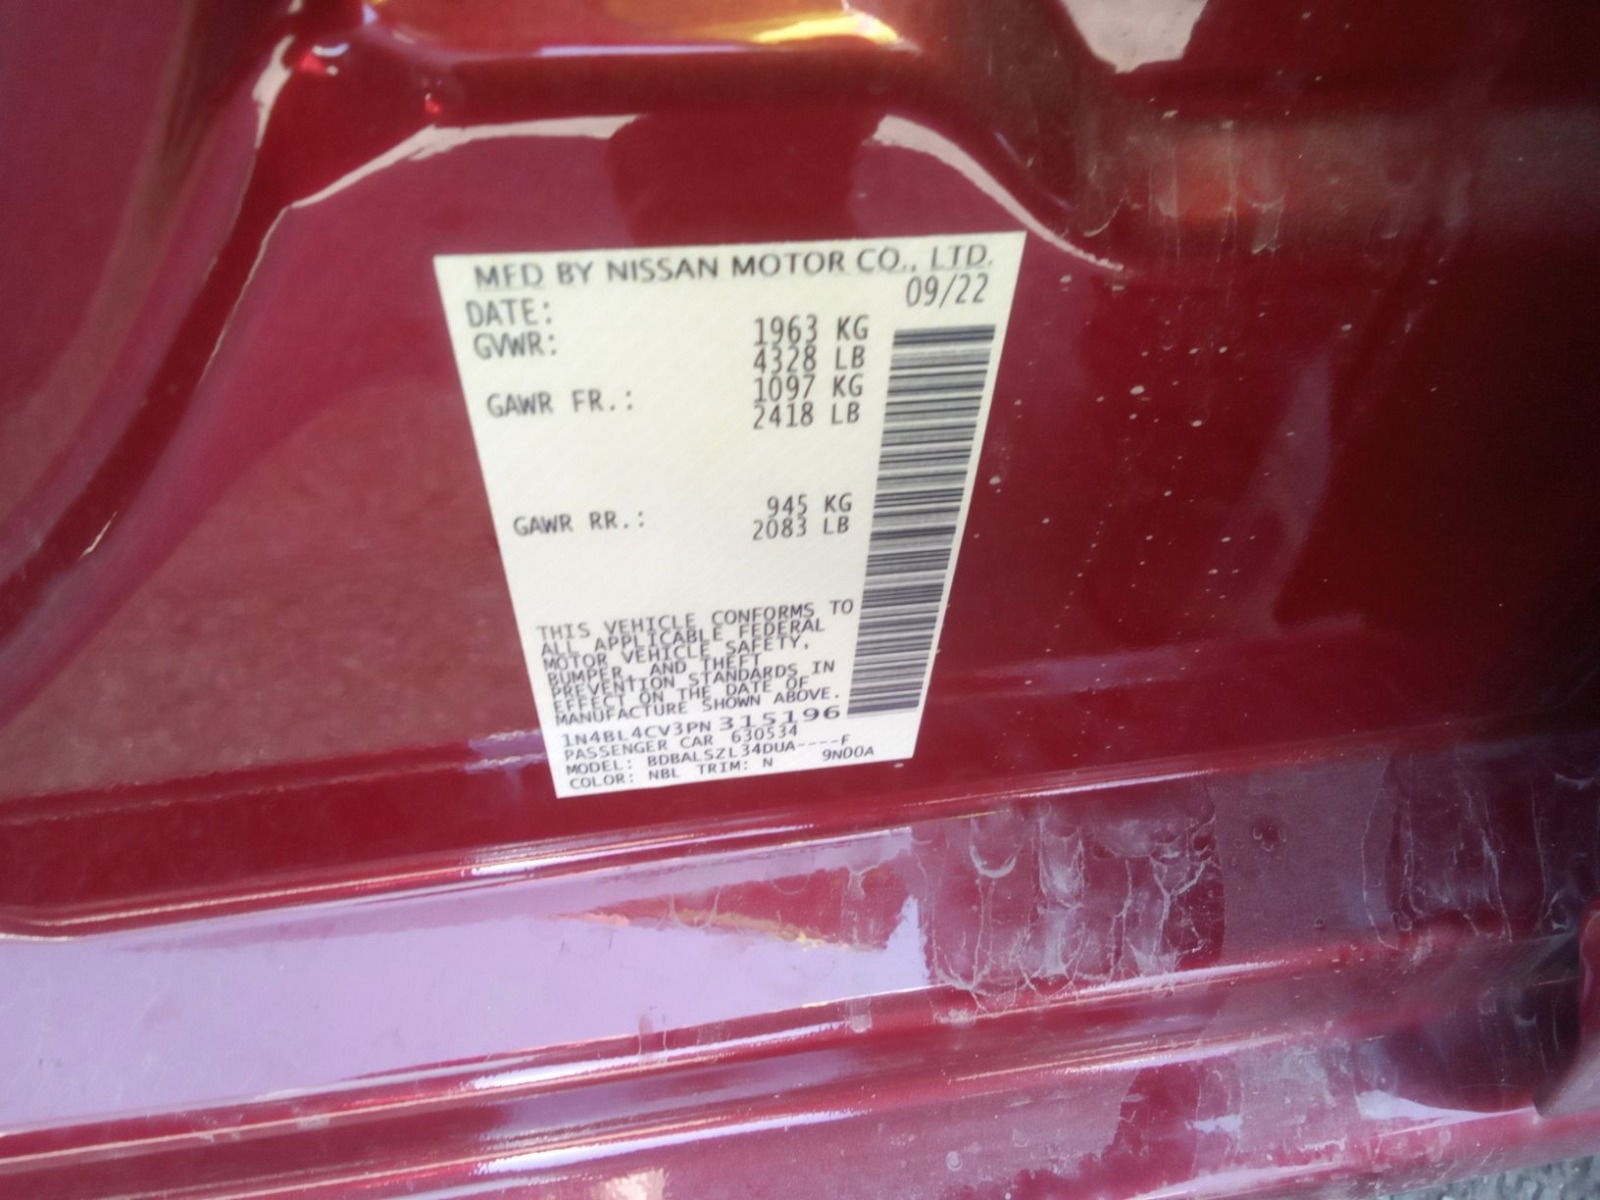 MFD BY NISSAN MOTOR CO., LTD.
DATE: 09/22
GVWR: 1963 KG
4328 LB
GAWR FR.: 1097 KG
2418 LB
GAWR RR.: 945 KG
2083 LB
THIS VEHICLE CONFORMS TO
ALL APPLICABLE FEDERAL
MOTOR VEHICLE SAFETY,
BUMPER, AND THEFT
PREVENTION STANDARDS IN
EFFECT ON THE DATE OF
MANUFACTURE SHOWN ABOVE.
1N4BL4CV3PN 315196
PASSENGER CAR 630534
MODEL: BDBALSZL34DUA----F
COLOR: NBL TRIM: N 9N00A